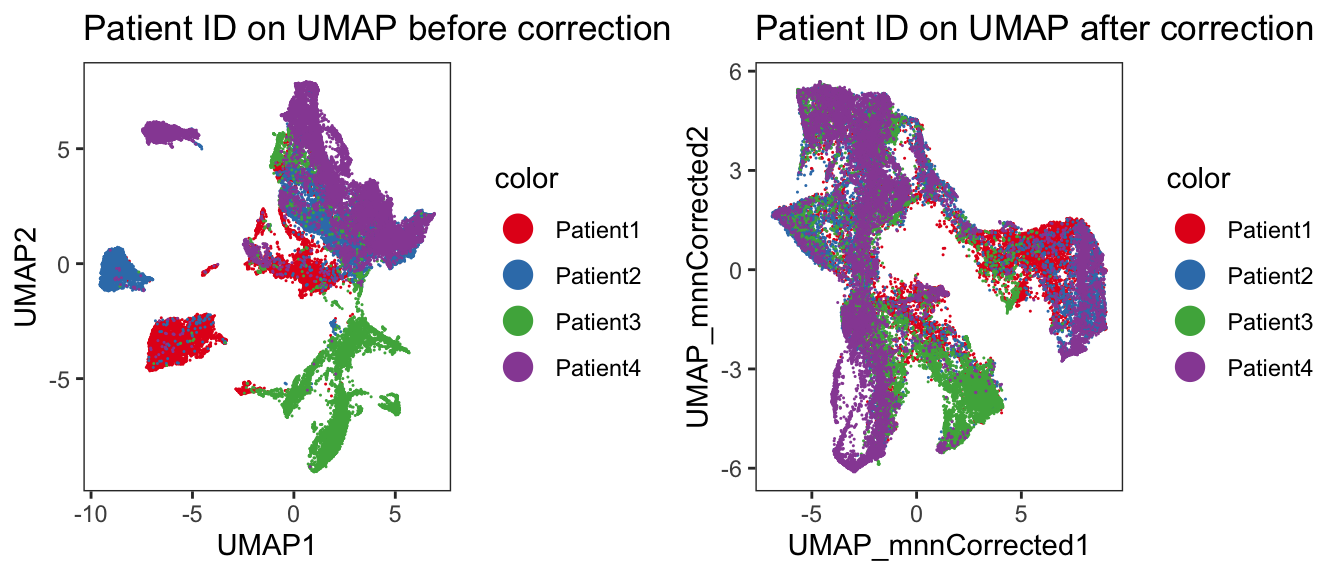 Patient ID on UMAP before correction
5
0
-5
UMAP2
-10
-5
0
5
UMAP1
color
Patient1
Patient2
Patient3
Patient4
Patient ID on UMAP after correction
6
3
0
-3
-6
UMAP_mnnCorrected2
-5
0
5
UMAP_mnnCorrected1
color
Patient1
Patient2
Patient3
Patient4